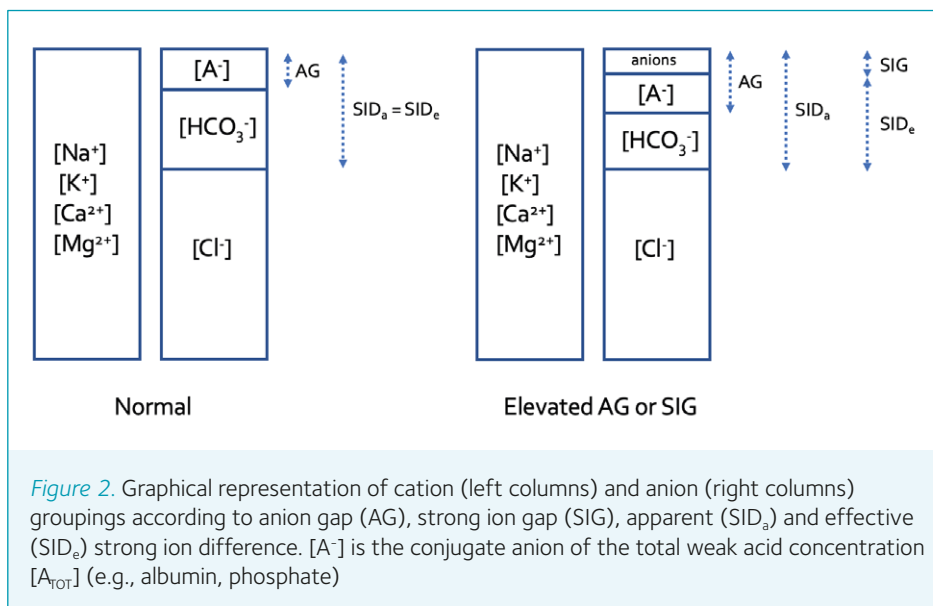 [Na⁺]
[K⁺]
[Ca²⁺]
[Mg²⁺]
[A⁻]
[HCO₃⁻]
[Cl⁻]
AG
SIDₐ = SIDₑ
Normal
[Na⁺]
[K⁺]
[Ca²⁺]
[Mg²⁺]
anions
[A⁻]
[HCO₃⁻]
[Cl⁻]
AG
SIDₐ
SIG
SIDₑ
Elevated AG or SIG
Figure 2. Graphical representation of cation (left columns) and anion (right columns)
groupings according to anion gap (AG), strong ion gap (SIG), apparent (SIDₐ) and effective
(SIDₑ) strong ion difference. [A⁻] is the conjugate anion of the total weak acid concentration
[A_TOT] (e.g., albumin, phosphate)